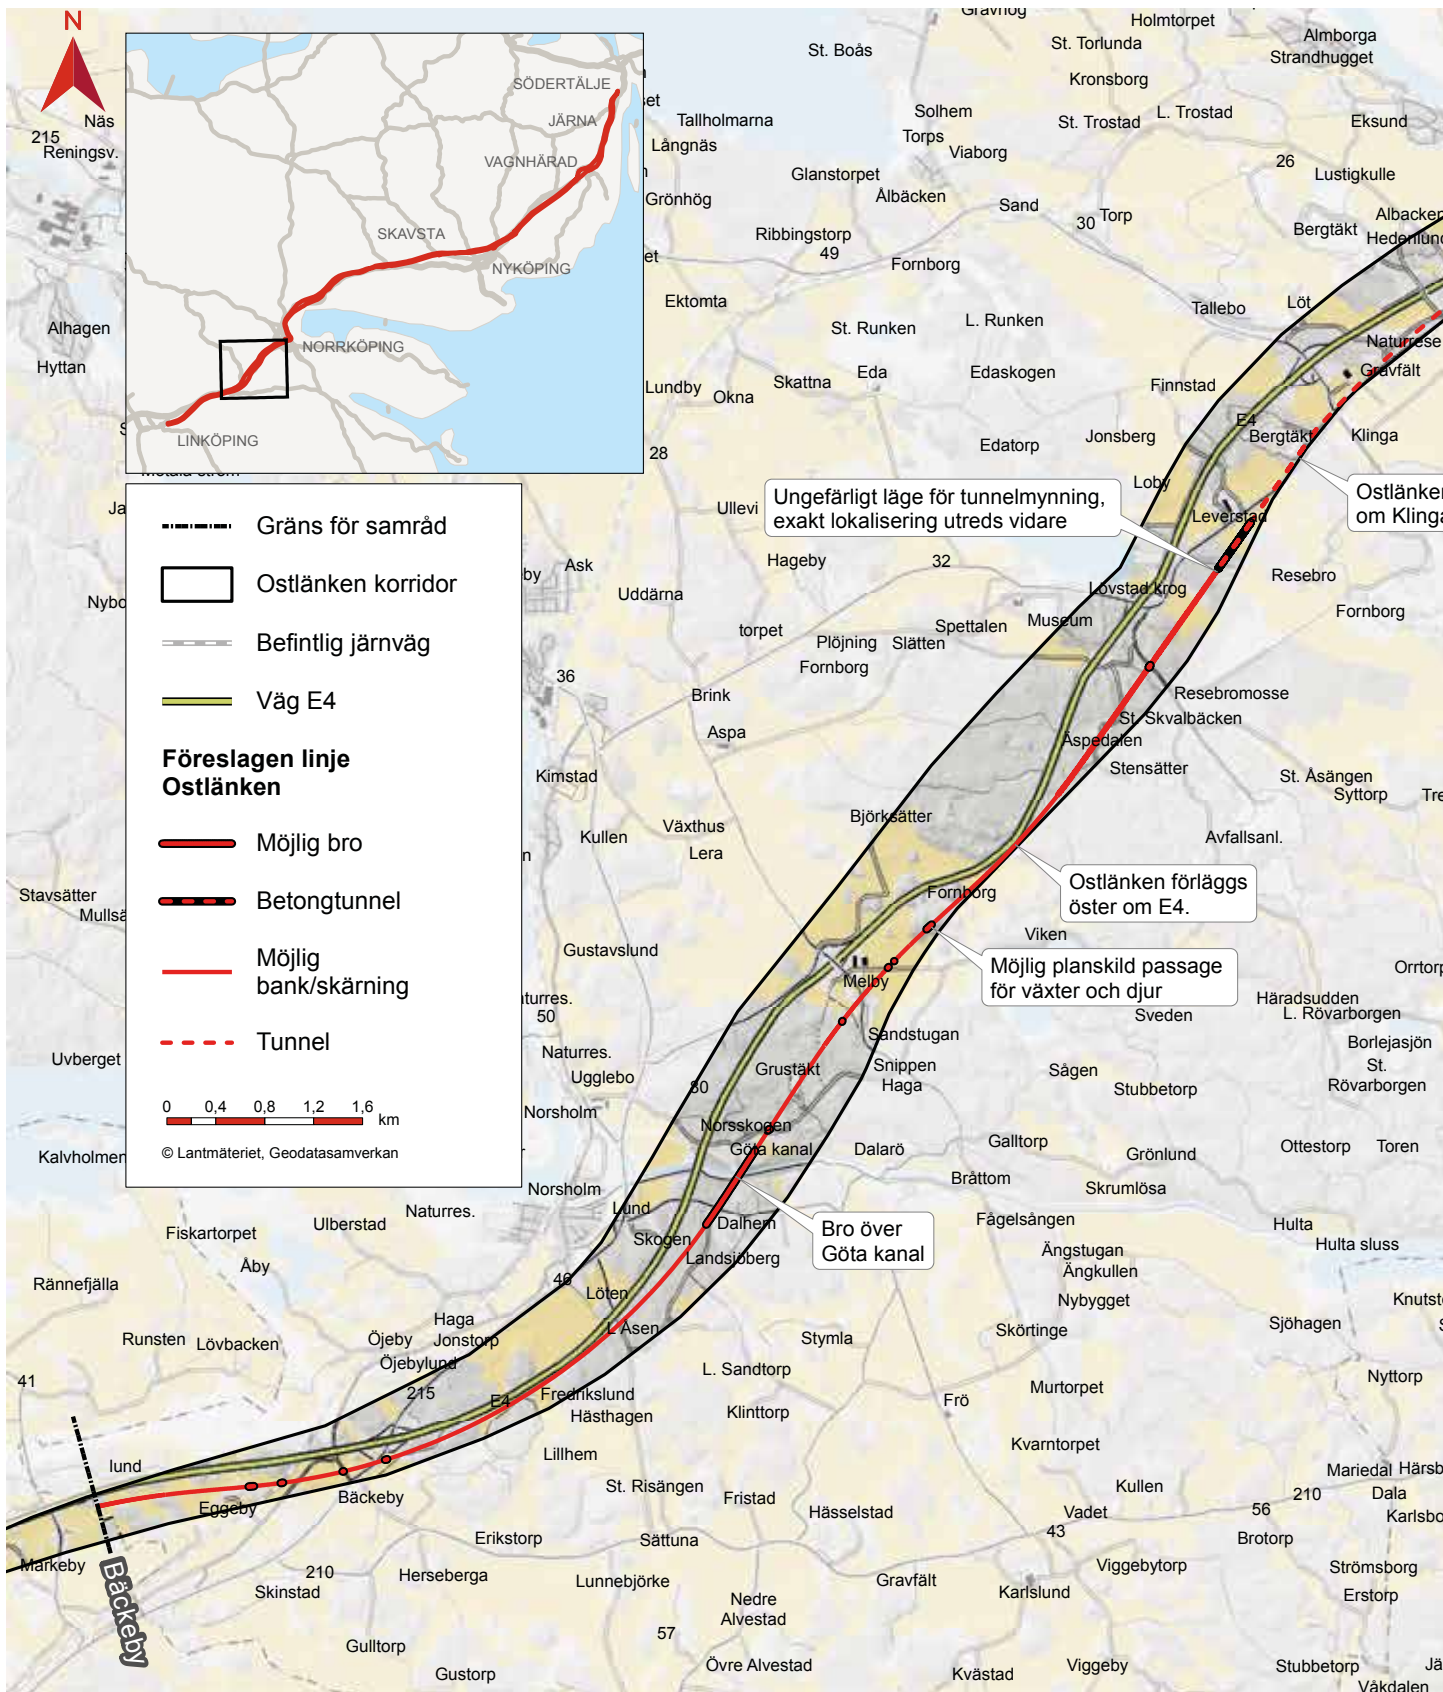 N
SÖDERTÄLJE
JÄRNA
VAGNHÄRAD
SKAVSTA
NYKÖPING
NORRKÖPING
LINKÖPING
Gräns för samråd
Ostlänken korridor
Befintlig järnväg
Väg E4
Föreslagen linje
Ostlänken
Möjlig bro
Betongtunnel
Möjlig
bank/skärning
Tunnel
0 0,4 0,8 1,2 1,6
km
© Lantmäteriet, Geodatasamverkan
Holmtorpet
St. Boås
St. Torlunda
Almborga
Strandhugget
Kronsborg
Näs
215
Reningsv.
Tallholmarna
Långnäs
Solhem
Torps
Viaborg
St. Trostad
L. Trostad
Eksund
26
Lustigkulle
Glanstorpet
Ålbäcken
Grönhög
Sand
30
Torp
Bergtäkt
Ribbingstorp
49
Fornborg
Ektomta
Tallebo
Löt
St. Runken
L. Runken
Alhagen
Hyttan
Eda
Edaskogen
Skattna
Lundby
Okna
Finnstad
Gravfält
E4
Bergtäkt
Klinga
Jonsberg
Edatorp
28
Loby
Ungefärligt läge för tunnelmynning,
exakt lokalisering utreds vidare
Ullevi
Leverstad
Hageby
32
Ask
Uddärna
Resebro
Fornborg
Lövstad krog
Museum
Spettalen
torpet
Plöjning
Slätten
Fornborg
36
Brink
Resebromosse
St. Skvalbäcken
Aspa
Äspedalen
Stensätter
Kimstad
St. Åsängen
Syttorp
Björksätter
Växthus
Kullen
Lera
Avfallsanl.
Stavsätter
Fornborg
Ostlänken förläggs
öster om E4.
Viken
Gustavslund
Möjlig planskild passage
för växter och djur
Melby
Häradsudden
L. Rövarborgen
Sveden
50
Sandstugan
Borlejasjön
St.
Rövarborgen
Uvberget
Naturres.
Ugglebo
Grustäkt
Snippen
Haga
Sågen
Stubbetorp
80
Norsholm
Norsskogen
Göta kanal
Dalarö
Galltorp
Grönlund
Ottestorp
Toren
Bråttom
Skrumlösa
Norsholm
Naturres.
Lund
Dalhem
Bro över
Göta kanal
Fågelsången
Hulta
Hulta sluss
Ulberstad
Fiskartorpet
Skogen
Landsjöberg
Ängstugan
Ängkullen
Åby
46
Löten
Nybygget
Rännefjälla
Haga
Jonstorp
L Åsen
Stymla
Skörtinge
Sjöhagen
Runsten
Lövbacken
Öjeby
Öjebylund
L. Sandtorp
Nyttorp
41
215
E4
Fredrikslund
Hästhagen
Klinttorp
Frö
Murtorpet
Lillhem
Kvarntorpet
lund
St. Risängen
Kullen
Mariedal
Eggeby
Bäckeby
Fristad
Hässelstad
Vadet
56
210
Dala
Erikstorp
Sättuna
43
Brotorp
Markeby
Bäckeby
210
Skinstad
Herseberga
Lunnebjörke
Gravfält
Karlslund
Viggebytorp
Strömsborg
Erstorp
Nedre
Alvestad
57
Gulltorp
Övre Alvestad
Gustorp
Kvästad
Viggeby
Stubbetorp
Våkdalen